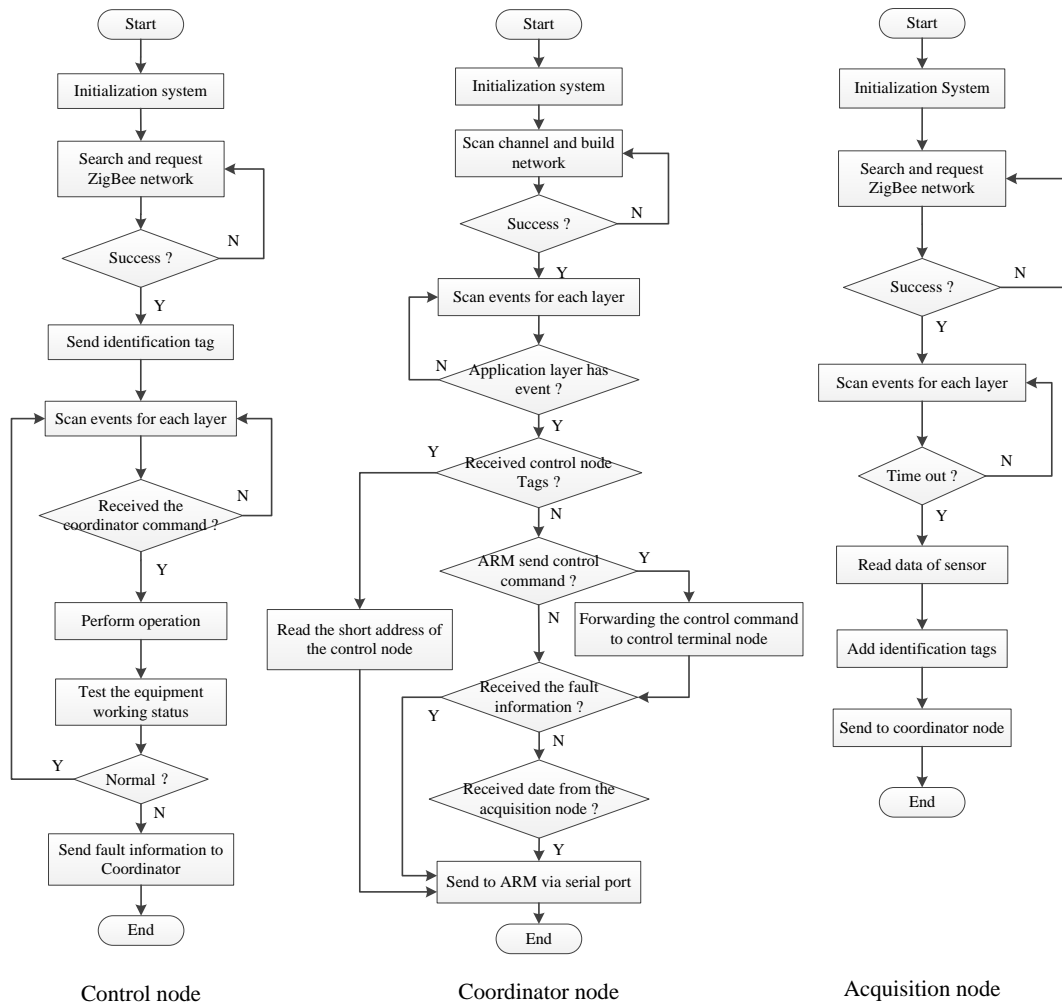 Start
Initialization system
Search and request
ZigBee network
Success ?
N
Y
Send identification tag
Scan events for each layer
Received the
coordinator command ?
N
Y
Perform operation
Test the equipment
working status
Normal ?
Y
N
Send fault information to
Coordinator
End
Control node
Start
Initialization system
Scan channel and build
network
Success ?
N
Y
Scan events for each layer
Application layer has
event ?
N
Y
Received control node
Tags ?
Y
N
ARM send control
command ?
Y
N
Read the short address of
the control node
Forwarding the control command
to control terminal node
Received the fault
information ?
Y
N
Received date from the
acquisition node ?
Y
Send to ARM via serial port
End
Coordinator node
Start
Initialization System
Search and request
ZigBee network
Success ?
N
Y
Scan events for each layer
Time out ?
N
Y
Read data of sensor
Add identification tags
Send to coordinator node
End
Acquisition node